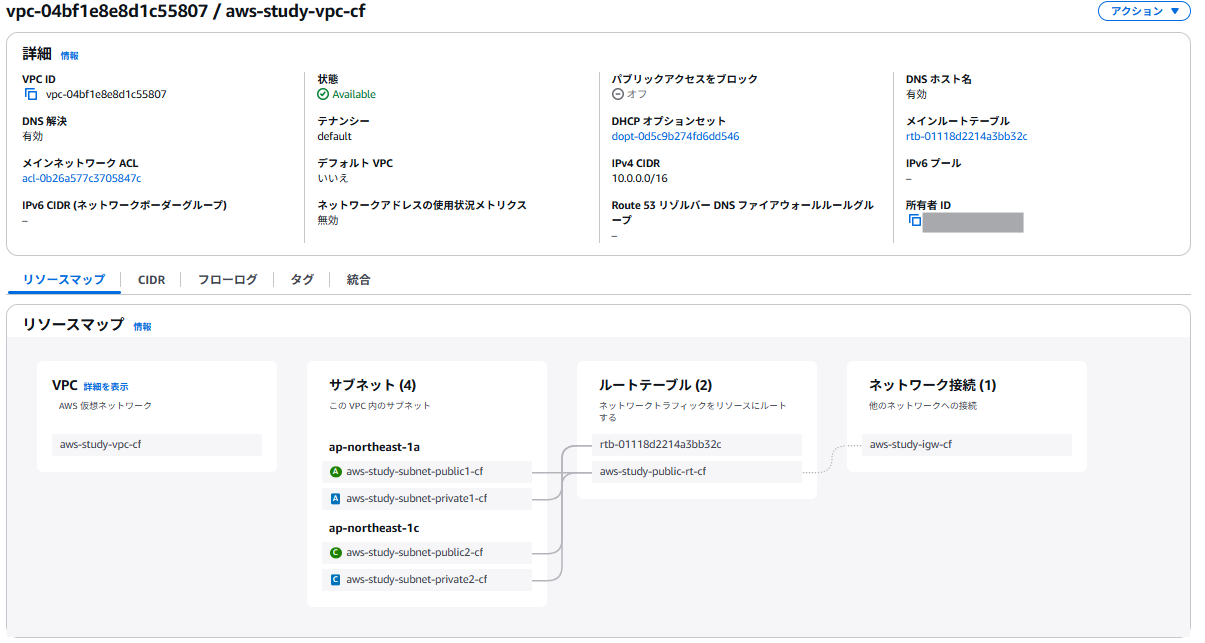 vpc-04bf1e8e8d1c55807 / aws-study-vpc-cf
アクション ▼
詳細 情報
VPC ID
vpc-04bf1e8e8d1c55807
状態
Available
パブリックアクセスをブロック
オフ
DNS ホスト名
有効
DNS 解決
有効
テナンシー
default
DHCP オプションセット
dopt-0d5c9b274fd6dd546
メインルートテーブル
rtb-01118d2214a3bb32c
メインネットワーク ACL
acl-0b26a577c3705847c
デフォルト VPC
いいえ
IPv4 CIDR
10.0.0.0/16
IPv6 プール
–
IPv6 CIDR (ネットワークボーダーグループ)
–
ネットワークアドレスの使用状況メトリクス
無効
Route 53 リゾルバー DNS ファイアウォールルールグル
ープ
–
所有者 ID
リソースマップ
CIDR
フローログ
タグ
統合
リソースマップ 情報
VPC 詳細を表示
AWS 仮想ネットワーク
aws-study-vpc-cf
サブネット (4)
この VPC 内のサブネット
ap-northeast-1a
A aws-study-subnet-public1-cf
A aws-study-subnet-private1-cf
ap-northeast-1c
C aws-study-subnet-public2-cf
C aws-study-subnet-private2-cf
ルートテーブル (2)
ネットワークトラフィックをリソースにルート
する
rtb-01118d2214a3bb32c
aws-study-public-rt-cf
ネットワーク接続 (1)
他のネットワークへの接続
aws-study-igw-cf